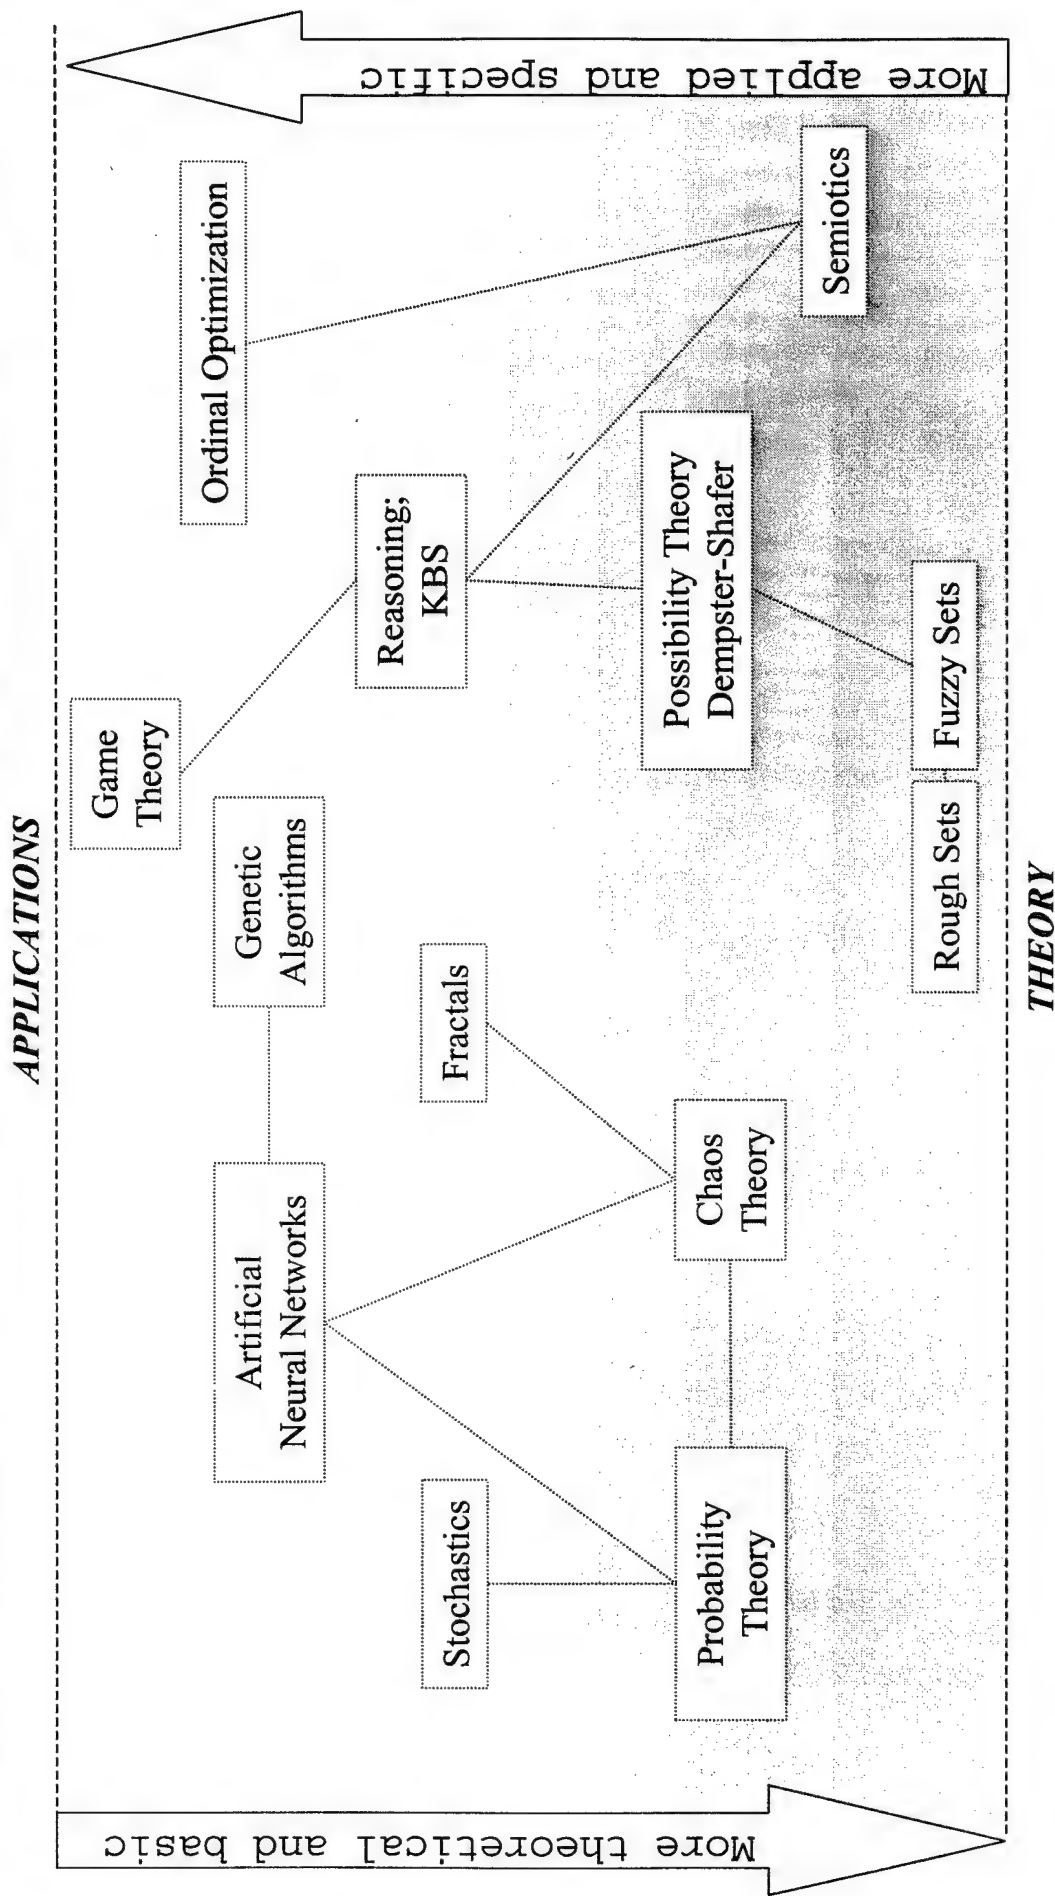 APPLICATIONS
More theoretical and basic
More applied and specific
Game
Theory
Ordinal Optimization
Artificial
Neural Networks
Genetic
Algorithms
Reasoning;
KBS
Stochastics
Fractals
Possibility Theory
Dempster-Shafer
Probability
Theory
Chaos
Theory
Semiotics
Rough Sets
Fuzzy Sets
THEORY